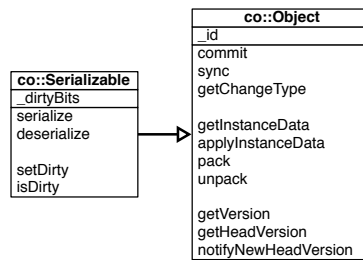 co::Serializable
_dirtyBits
serialize
deserialize
setDirty
isDirty
co::Object
_id
commit
sync
getChangeType
getInstanceData
applyInstanceData
pack
unpack
getVersion
getHeadVersion
notifyNewHeadVersion